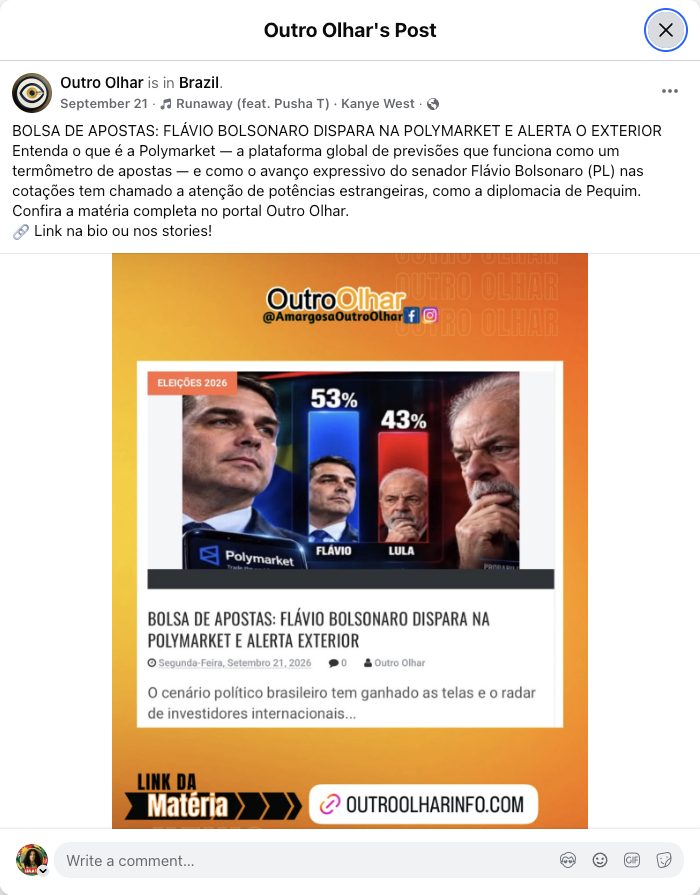 Outro Olhar's Post
Outro Olhar is in Brazil.
September 21 · Runaway (feat. Pusha T) · Kanye West ·
BOLSA DE APOSTAS: FLÁVIO BOLSONARO DISPARA NA POLYMARKET E ALERTA O EXTERIOR
Entenda o que é a Polymarket — a plataforma global de previsões que funciona como um
termômetro de apostas — e como o avanço expressivo do senador Flávio Bolsonaro (PL) nas
cotações tem chamado a atenção de potências estrangeiras, como a diplomacia de Pequim.
Confira a matéria completa no portal Outro Olhar.
🔗 Link na bio ou nos stories!
OUTRO OLHAR
OUTRO OLHAR
OUTRO OLHAR
OutroOlhar
@AmargosaOutroOlhar
ELEIÇÕES 2026
53%
43%
FLÁVIO
LULA
Polymarket
BOLSA DE APOSTAS: FLÁVIO BOLSONARO DISPARA NA
POLYMARKET E ALERTA EXTERIOR
Segunda-Feira, Setembro 21, 2026 0 Outro Olhar
O cenário político brasileiro tem ganhado as telas e o radar
de investidores internacionais...
LINK DA
Matéria
OUTROOLHARINFO.COM
Write a comment...
GIF